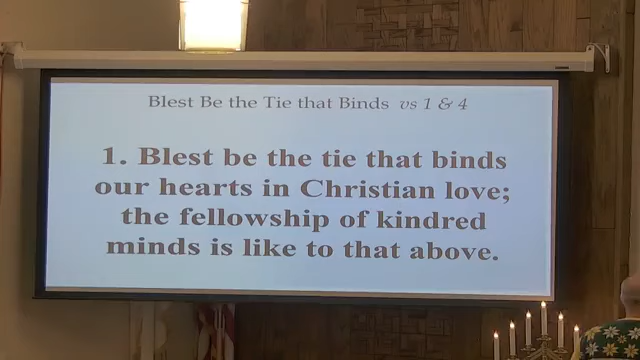 Blest Be the Tie that Binds vs 1 & 4
1. Blest be the tie that binds
our hearts in Christian love;
the fellowship of kindred
minds is like to that above.